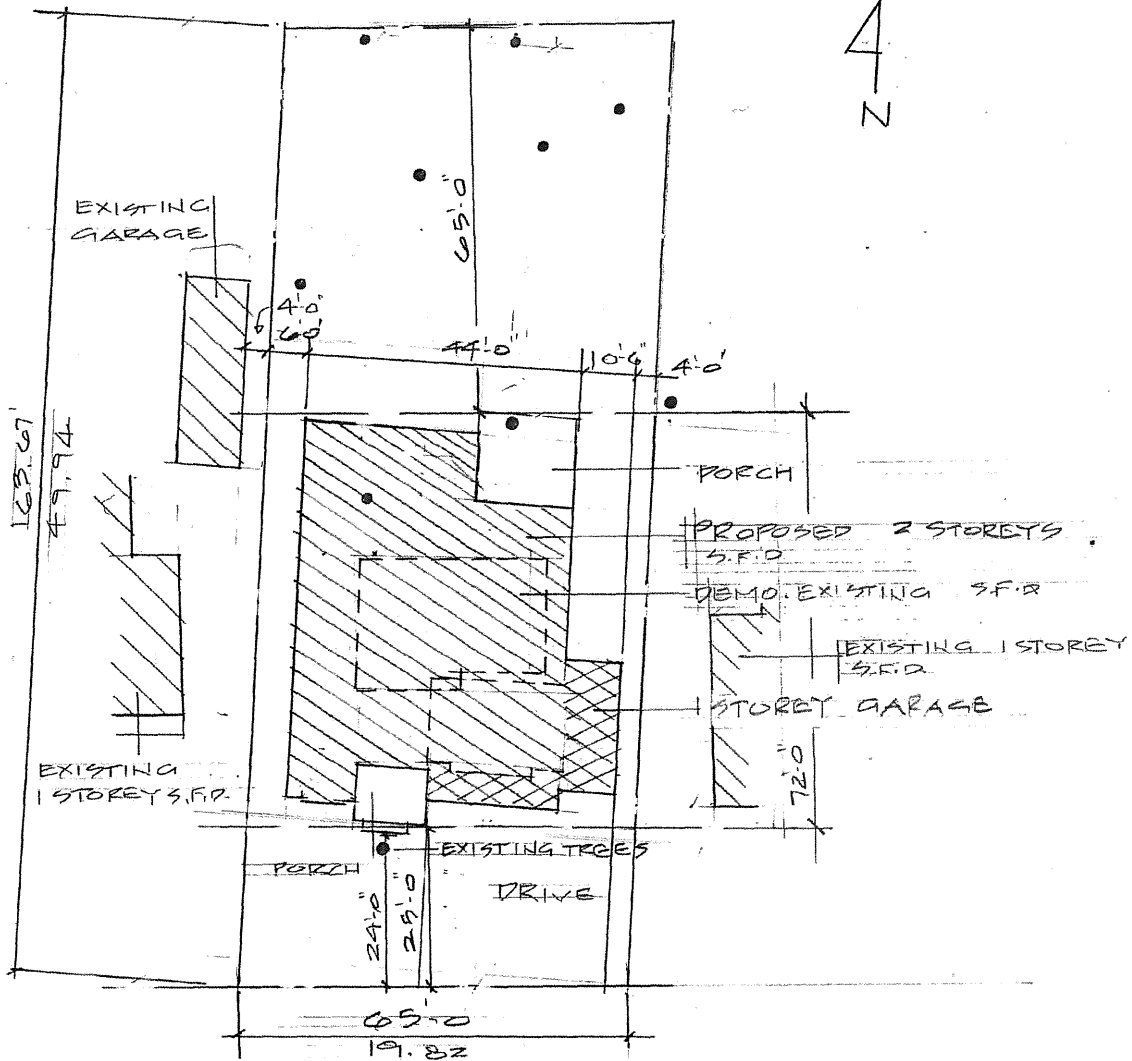 N
65'-0"
EXISTING
GARAGE
4'-0"
6'-0"
44'-0"
10'-6"
4'-0"
163.67'
49.94
PORCH
PROPOSED 2 STOREYS
S.F.D
DEMO. EXISTING S.F.D
EXISTING 1 STOREY
S.F.D.
1 STOREY GARAGE
EXISTING
1 STOREY S.F.D.
72'-0"
EXISTING TREES
PORCH
DRIVE
24'-0"
25'-0"
65'-0
19.82